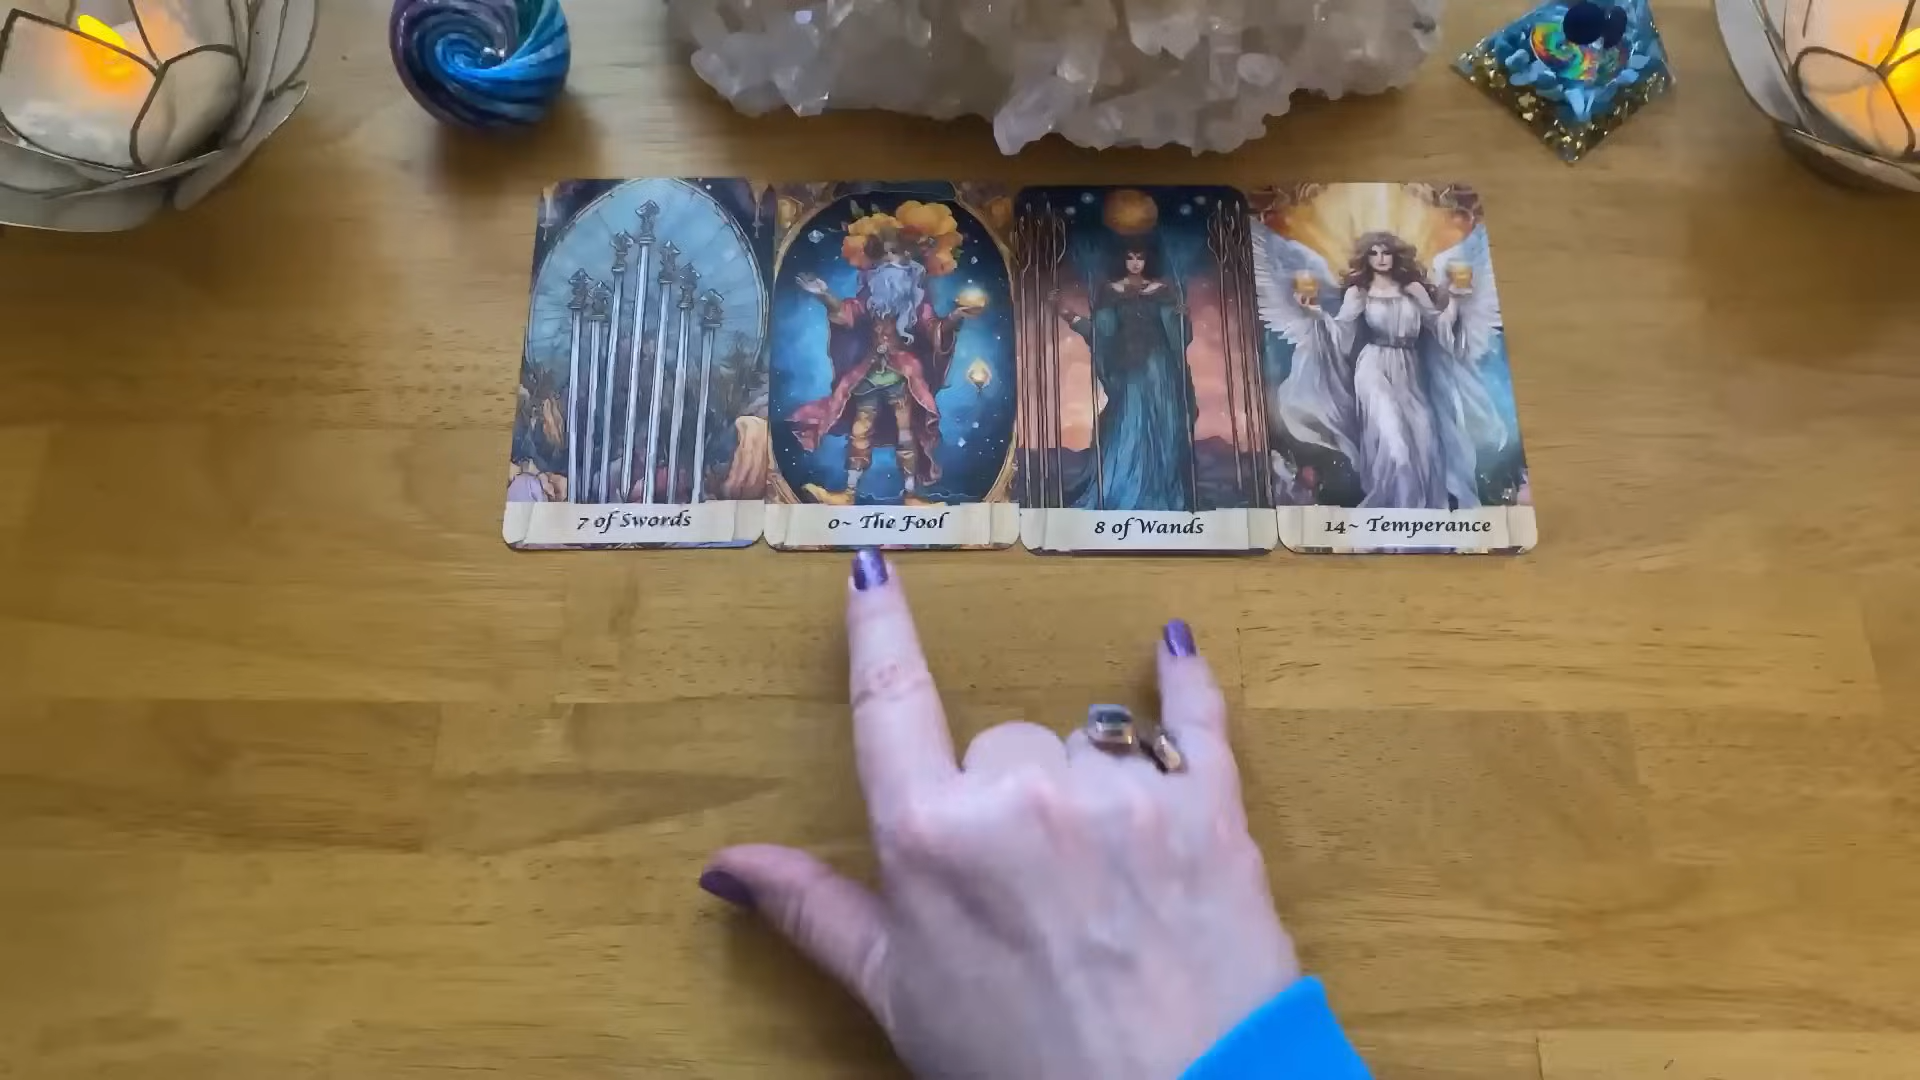 7 of Swords
0~ The Fool
8 of Wands
14~ Temperance